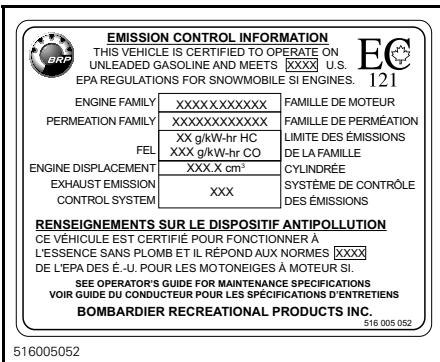 EMISSION CONTROL INFORMATION
THIS VEHICLE IS CERTIFIED TO OPERATE ON
UNLEADED GASOLINE AND MEETS XXXX U.S.
EPA REGULATIONS FOR SNOWMOBILE SI ENGINES.
BRP
EC
121
ENGINE FAMILY XXXXXXXXXXXX FAMILLE DE MOTEUR
PERMEATION FAMILY XXXXXXXXXXXX FAMILLE DE PERMÉATION
FEL XX g/kW-hr HC LIMITE DES ÉMISSIONS
XXX g/kW-hr CO DE LA FAMILLE
ENGINE DISPLACEMENT XXX.X cm³ CYLINDRÉE
EXHAUST EMISSION XXX SYSTÈME DE CONTRÔLE
CONTROL SYSTEM DES ÉMISSIONS
RENSEIGNEMENTS SUR LE DISPOSITIF ANTIPOLLUTION
CE VÉHICULE EST CERTIFIÉ POUR FONCTIONNER À
L'ESSENCE SANS PLOMB ET IL RÉPOND AUX NORMES XXXX
DE L'EPA DES É.-U. POUR LES MOTONEIGES À MOTEUR SI.
SEE OPERATOR'S GUIDE FOR MAINTENANCE SPECIFICATIONS
VOIR GUIDE DU CONDUCTEUR POUR LES SPÉCIFICATIONS D'ENTRETIENS
BOMBARDIER RECREATIONAL PRODUCTS INC.
516 005 052
516005052